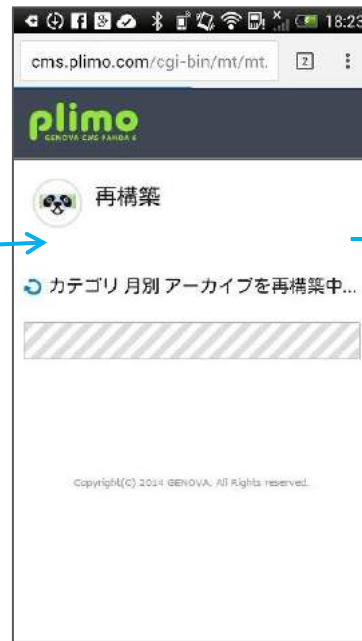 18:23
cms.plimo.com/cgi-bin/mt/mt.
2
plimo
GENOVA CMS PANDA 6
再構築
カテゴリ 月別 アーカイブを再構築中...
Copyright(C) 2014 GENOVA, All Rights reserved.